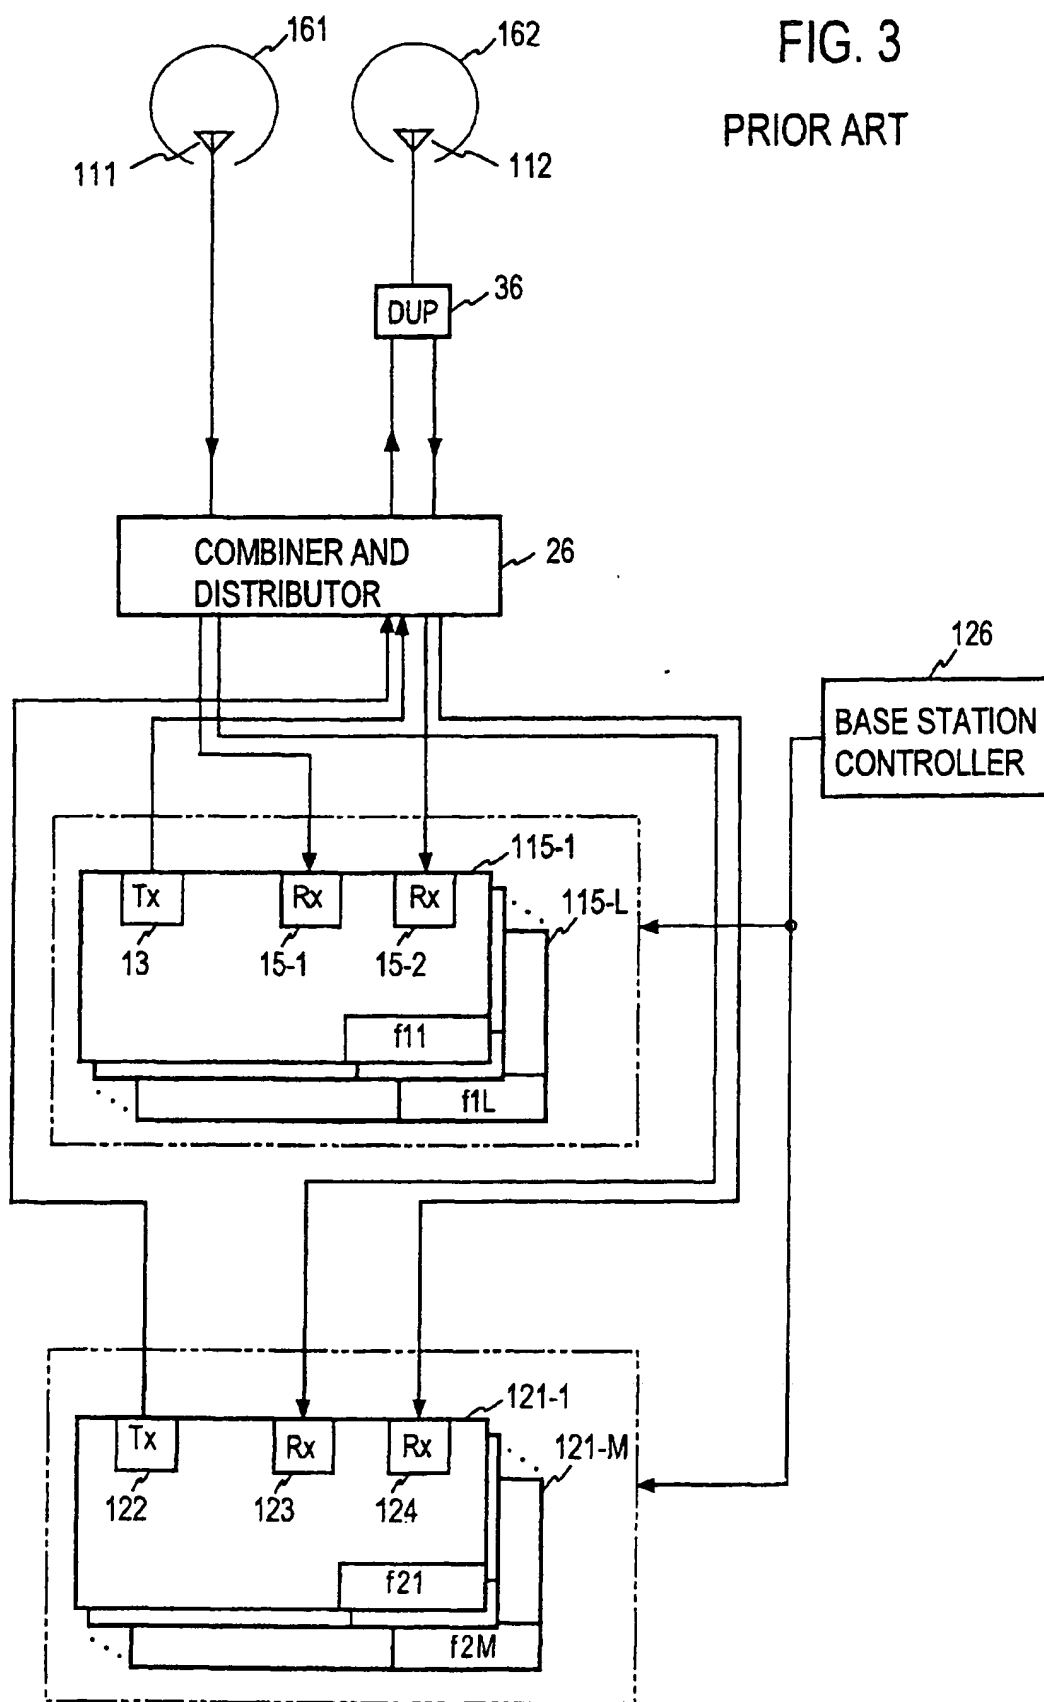 161
162
FIG. 3
PRIOR ART
111
112
36
DUP
COMBINER AND
DISTRIBUTOR
26
126
BASE STATION
CONTROLLER
115-1
115-L
Tx
Rx
Rx
13
15-1
15-2
f11
f1L
121-1
121-M
Tx
Rx
Rx
122
123
124
f21
f2M